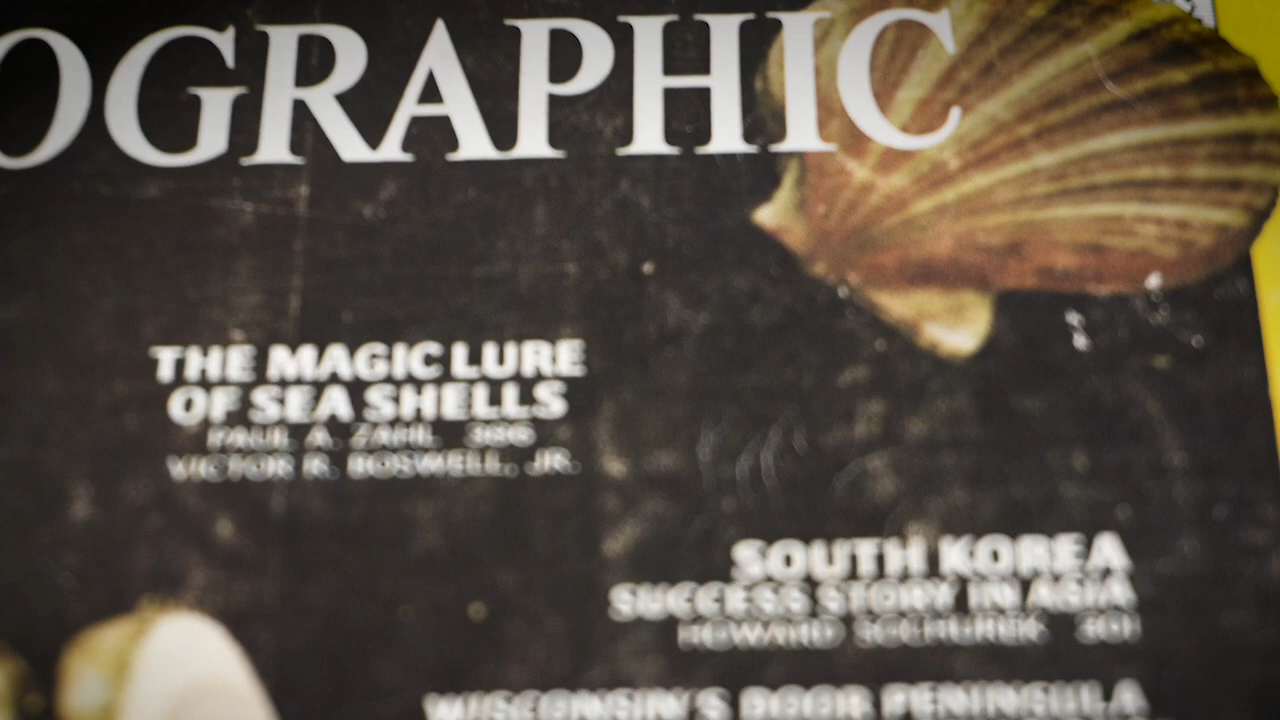 OGRAPHIC
THE MAGIC LURE
OF SEA SHELLS
PAUL A. ZAHL 386
VICTOR R. BOSWELL, JR.
SOUTH KOREA
SUCCESS STORY IN ASIA
HOWARD SOCHUREK 301
WISCONSIN'S DOOR PENINSULA